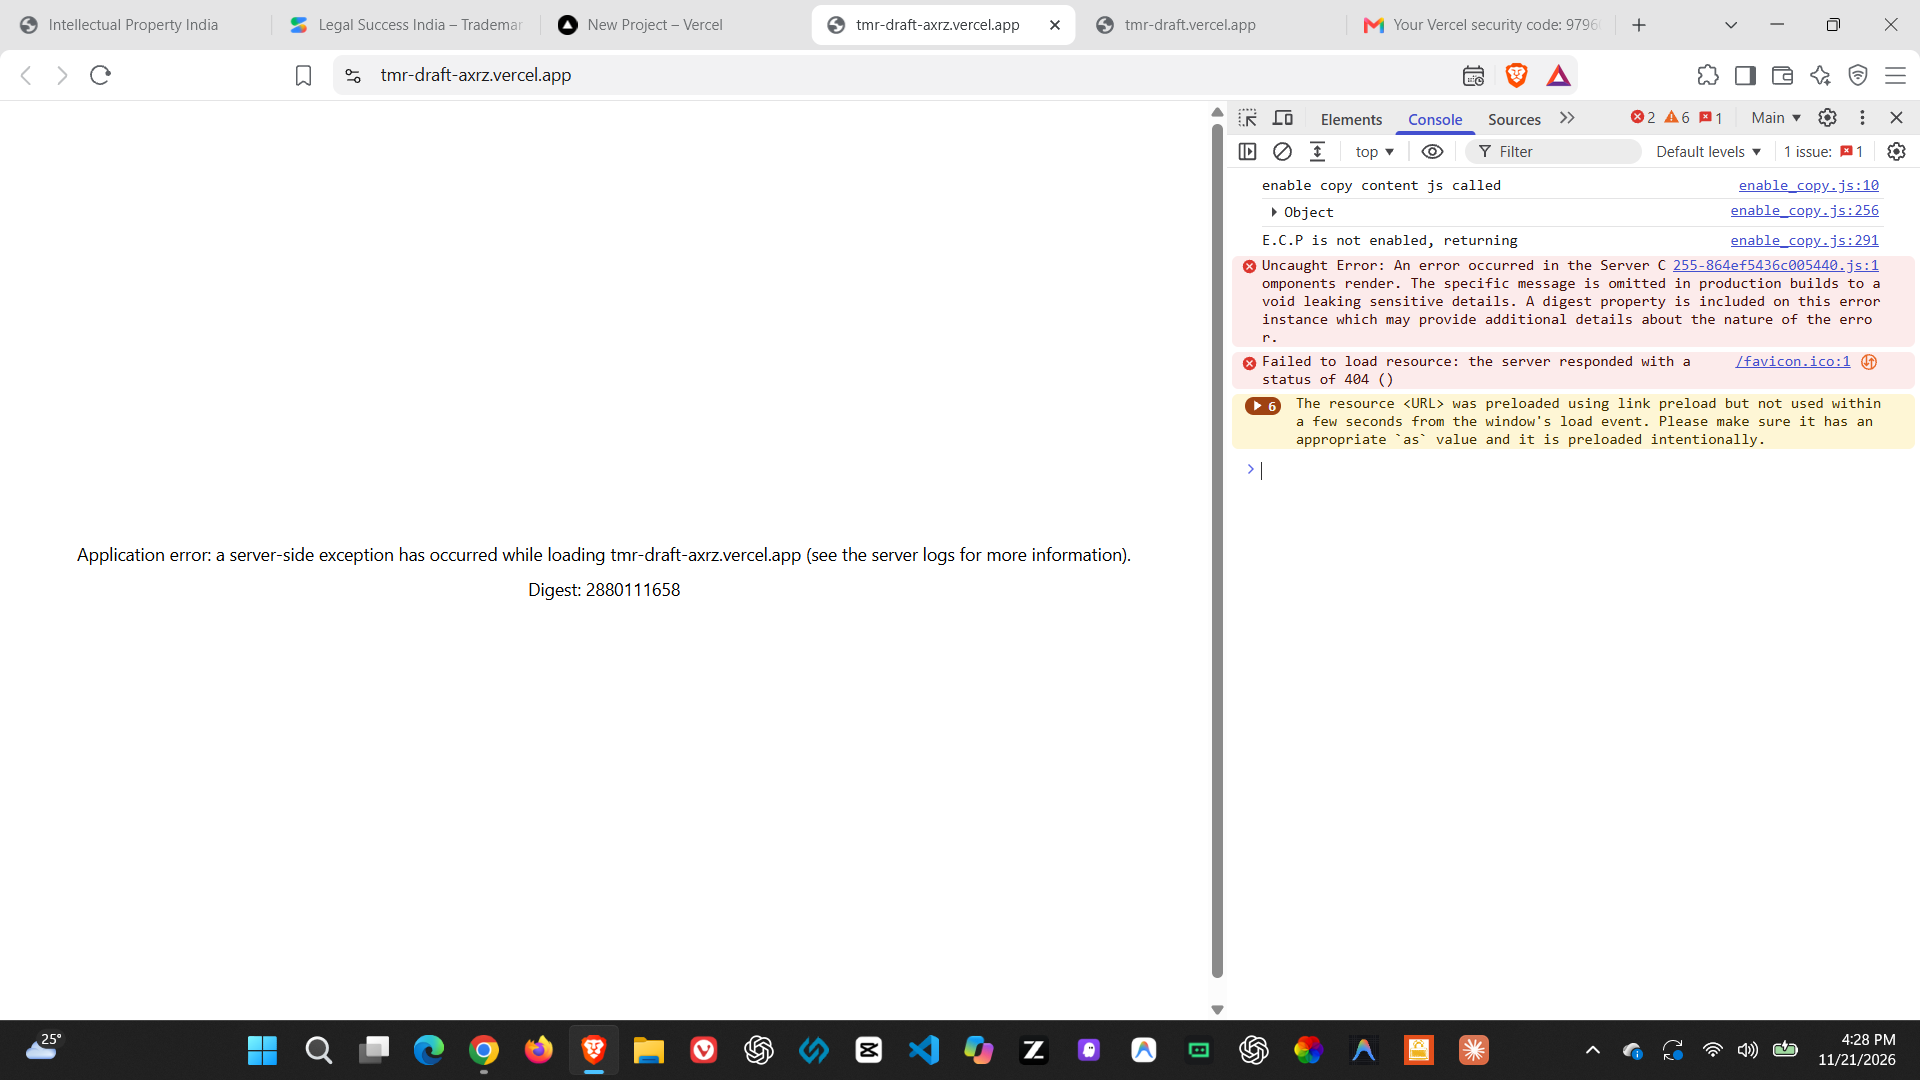 Intellectual Property India
Legal Success India – Trademar
New Project – Vercel
tmr-draft-axrz.vercel.app
tmr-draft.vercel.app
Your Vercel security code: 9796
tmr-draft-axrz.vercel.app
Elements
Console
Sources
2
6
1
Main
top
Filter
Default levels
1 issue:
1
enable copy content js called
enable_copy.js:10
Object
enable_copy.js:256
E.C.P is not enabled, returning
enable_copy.js:291
Uncaught Error: An error occurred in the Server C
255-864ef5436c005440.js:1
omponents render. The specific message is omitted in production builds to a
void leaking sensitive details. A digest property is included on this error
instance which may provide additional details about the nature of the erro
r.
Failed to load resource: the server responded with a
/favicon.ico:1
status of 404 ()
6
The resource <URL> was preloaded using link preload but not used within
a few seconds from the window's load event. Please make sure it has an
appropriate `as` value and it is preloaded intentionally.
Application error: a server-side exception has occurred while loading tmr-draft-axrz.vercel.app (see the server logs for more information).
Digest: 2880111658
25°
4:28 PM
11/21/2026